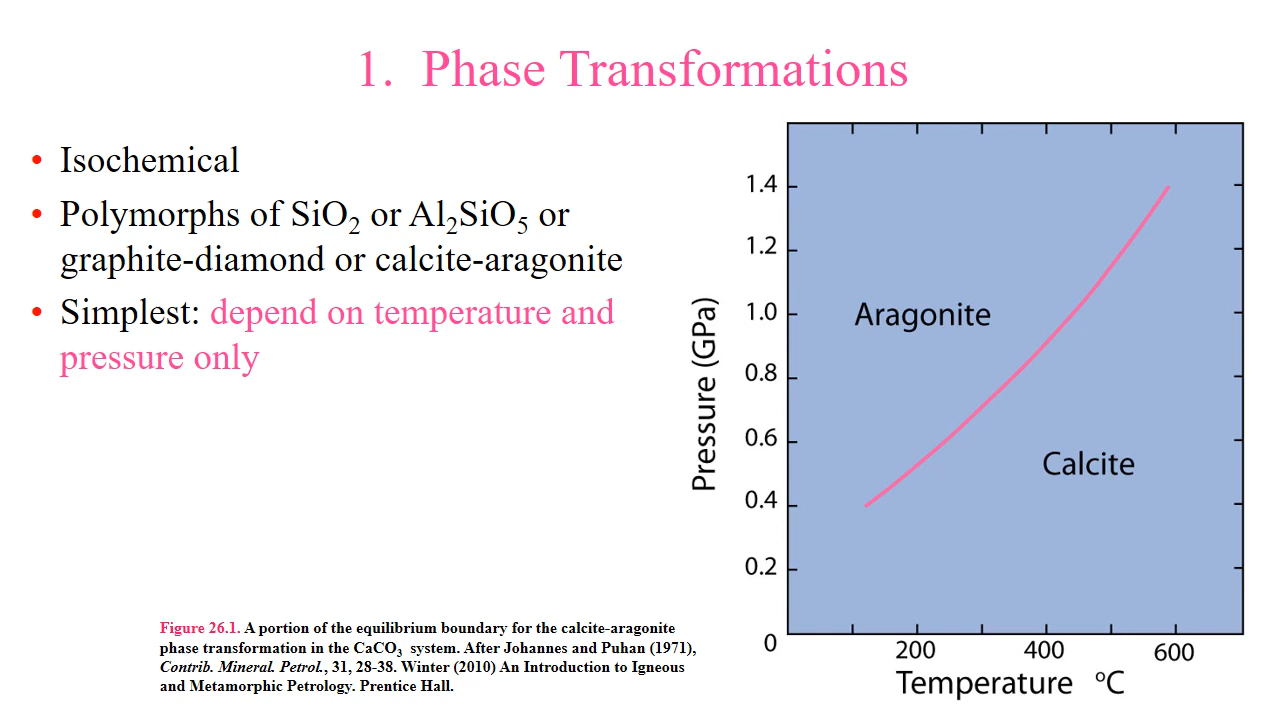 1. Phase Transformations
• Isochemical
• Polymorphs of SiO₂ or Al₂SiO₅ or
graphite-diamond or calcite-aragonite
• Simplest: depend on temperature and
pressure only
Figure 26.1. A portion of the equilibrium boundary for the calcite-aragonite
phase transformation in the CaCO₃ system. After Johannes and Puhan (1971),
Contrib. Mineral. Petrol., 31, 28-38. Winter (2010) An Introduction to Igneous
and Metamorphic Petrology. Prentice Hall.
Pressure (GPa)
1.4
1.2
1.0
0.8
0.6
0.4
0.2
0
Aragonite
Calcite
200 400 600
Temperature °C